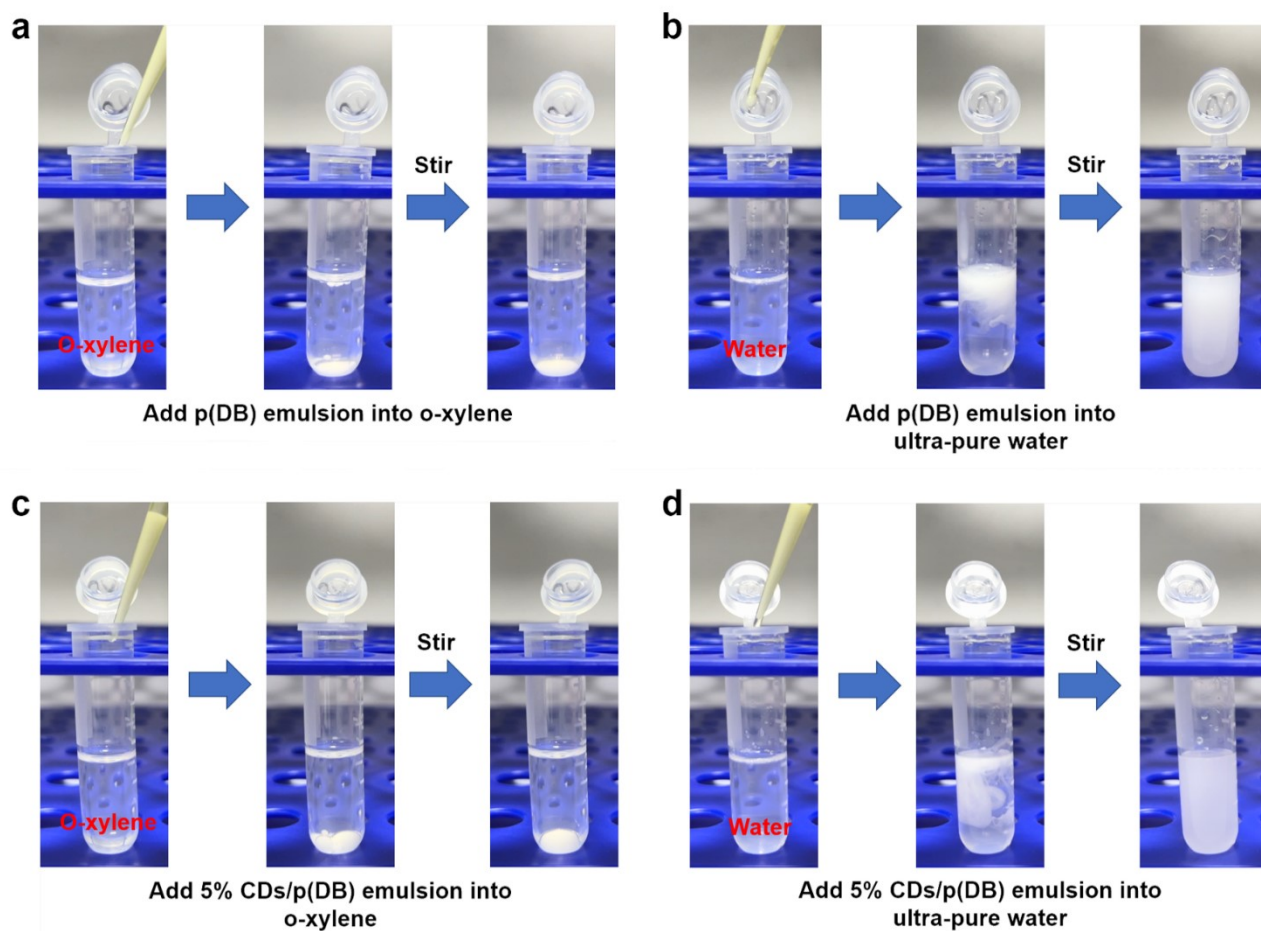 a
Stir
O-xylene
Add p(DB) emulsion into o-xylene
b
Stir
Water
Add p(DB) emulsion into
ultra-pure water
c
Stir
O-xylene
Add 5% CDs/p(DB) emulsion into
o-xylene
d
Stir
Water
Add 5% CDs/p(DB) emulsion into
ultra-pure water